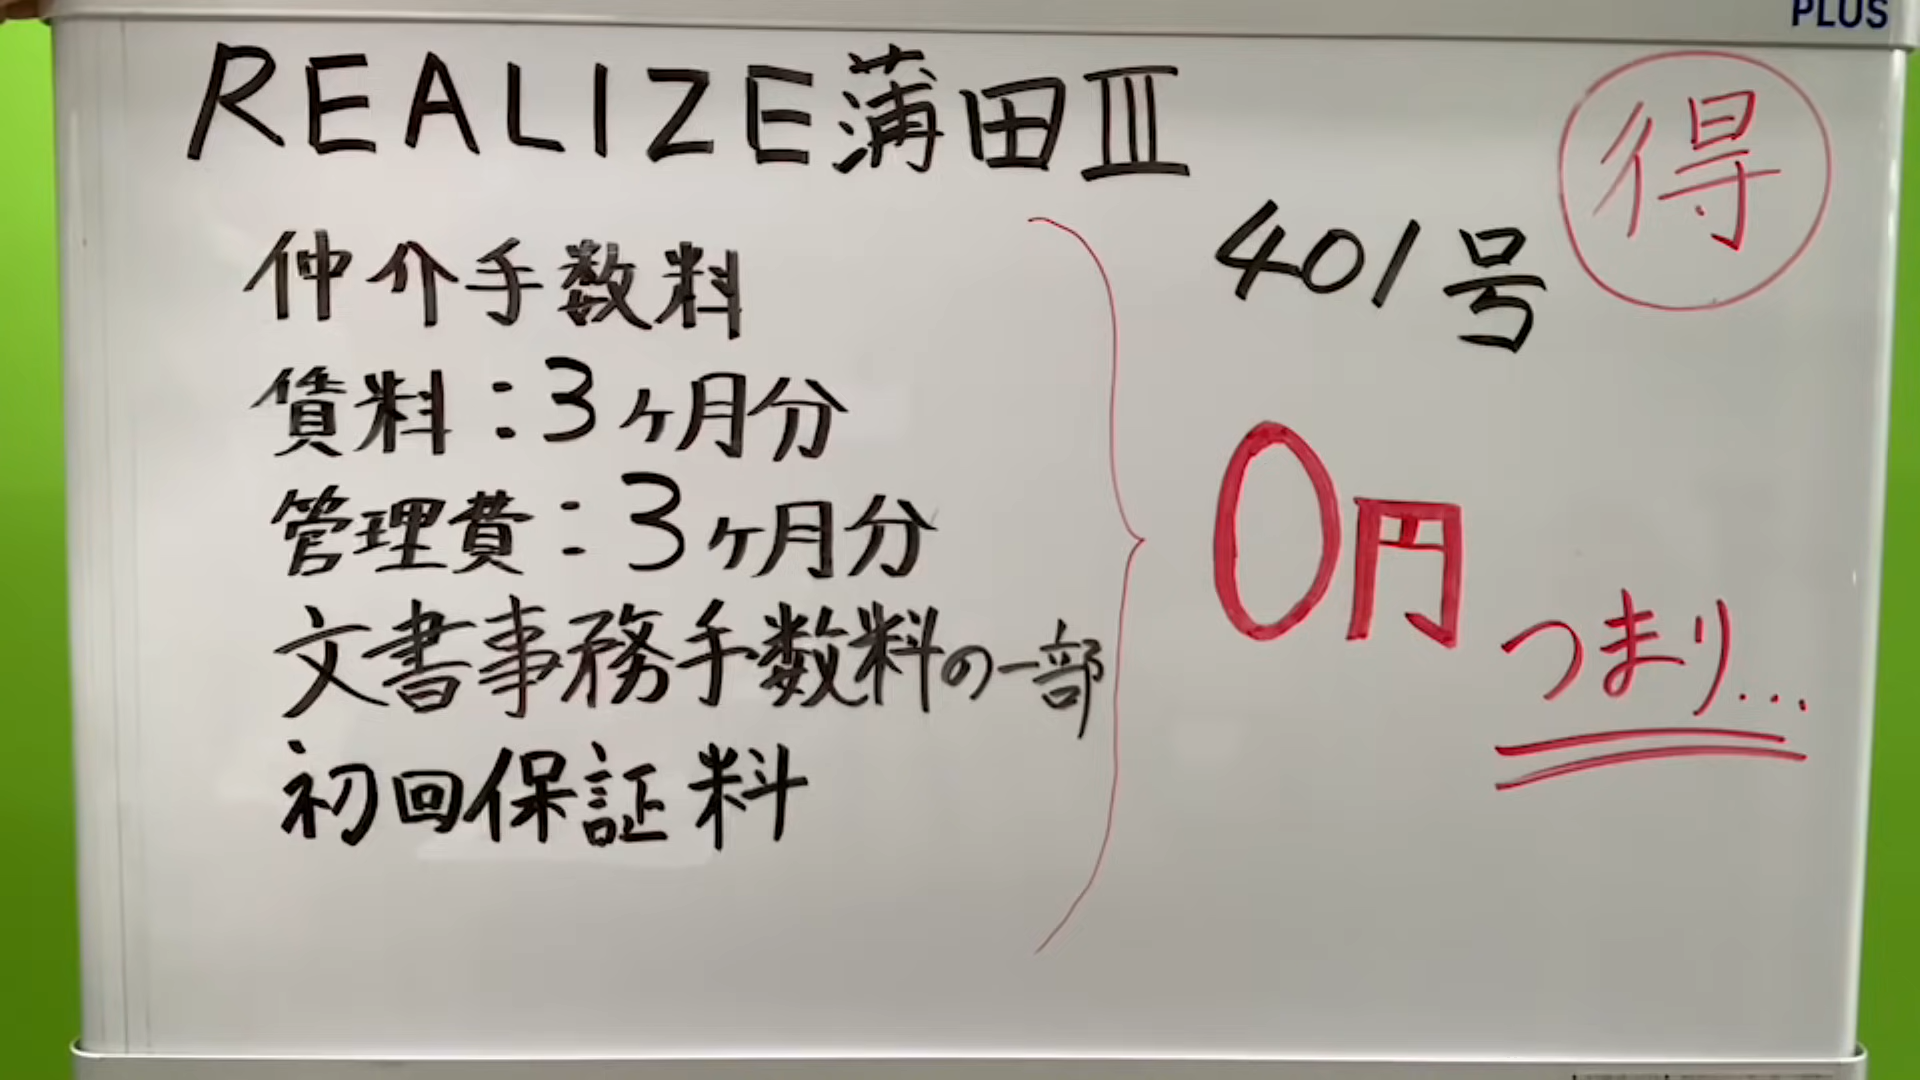 PLUS
REALIZE蒲田Ⅲ
得
401号
仲介手数料
賃料:3ヶ月分
管理費:3ヶ月分
文書事務手数料の一部
初回保証料
0円
つまり...